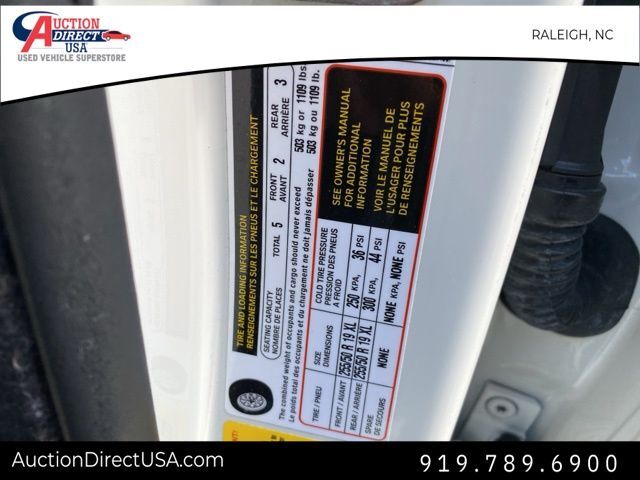 AUCTION
DIRECT
USA
USED VEHICLE SUPERSTORE
RALEIGH, NC
TIRE AND LOADING INFORMATION
RENSEIGNEMENTS SUR LES PNEUS ET LE CHARGEMENT
SEATING CAPACITY
NOMBRE DE PLACES
TOTAL 5
FRONT
AVANT 2
REAR
ARRIÈRE 3
The combined weight of occupants and cargo should never exceed 503 kg or 1109 lbs.
Le poids total des occupants et du chargement ne doit jamais dépasser 503 kg ou 1109 lb.
TIRE / PNEU
SIZE
DIMENSIONS
COLD TIRE PRESSURE
PRESSION DES PNEUS
A FROID
FRONT / AVANT 255/50 R 19 XL 250 KPA, 36 PSI
REAR / ARRIÈRE 255/50 R 19 XL 300 KPA, 44 PSI
SPARE
DE SECOURS
NONE
NONE KPA, NONE PSI
SEE OWNER'S MANUAL
FOR ADDITIONAL
INFORMATION
VOIR LE MANUEL DE
L'USAGER POUR PLUS
DE RENSEIGNEMENTS
AuctionDirectUSA.com
919.789.6900